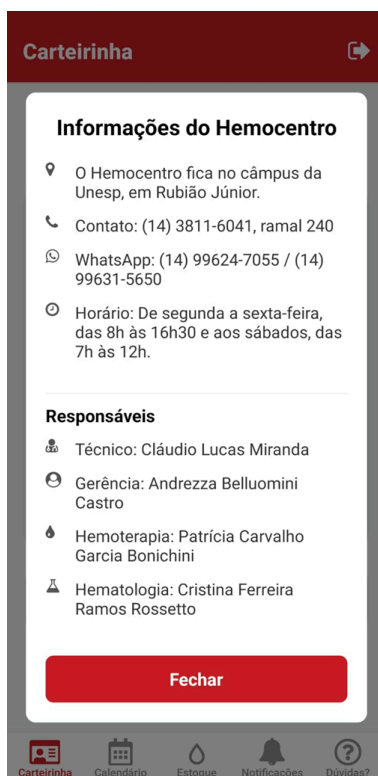 Carteirinha
Informações do Hemocentro
O Hemocentro fica no câmpus da
Unesp, em Rubião Júnior.
Contato: (14) 3811-6041, ramal 240
WhatsApp: (14) 99624-7055 / (14)
99631-5650
Horário: De segunda a sexta-feira,
das 8h às 16h30 e aos sábados, das
7h às 12h.
Responsáveis
Técnico: Cláudio Lucas Miranda
Gerência: Andrezza Belluomini
Castro
Hemoterapia: Patrícia Carvalho
Garcia Bonichini
Hematologia: Cristina Ferreira
Ramos Rossetto
Fechar
Carteirinha Calendário Estoque Notificações Dúvidas?